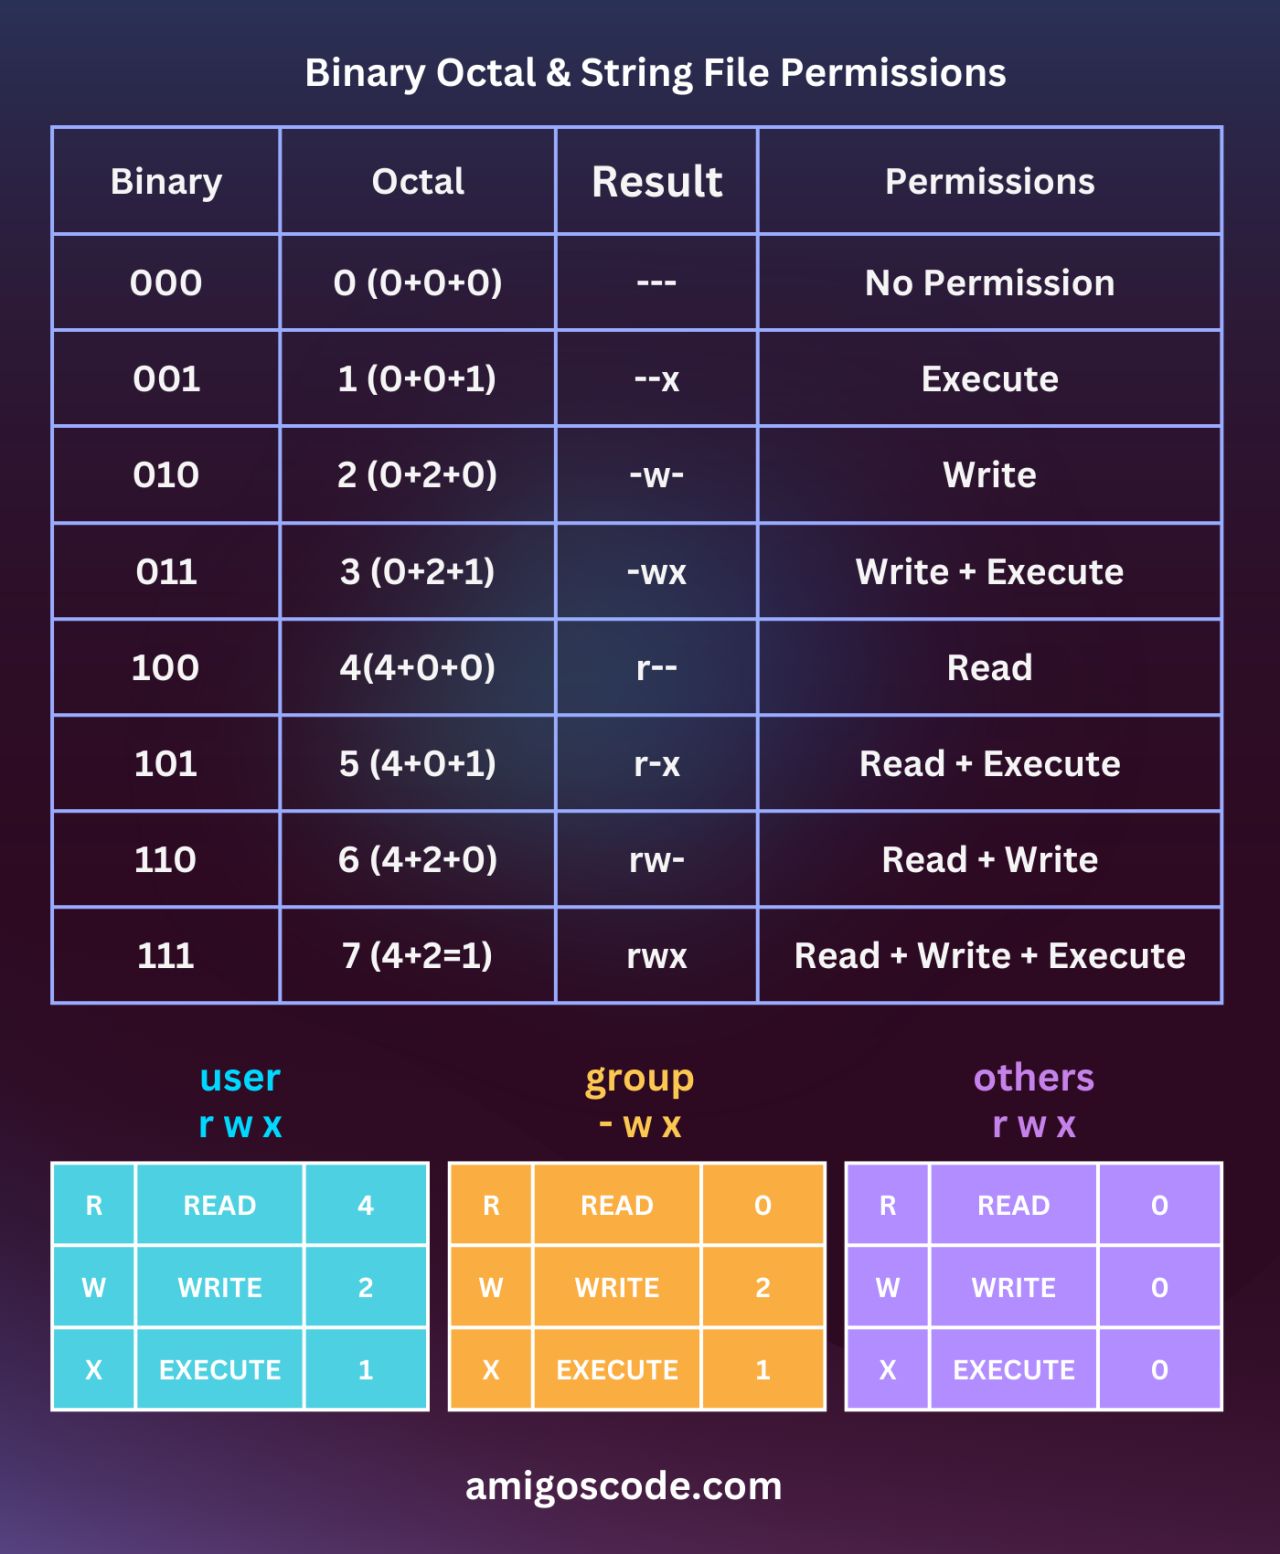 Binary Octal & String File Permissions
Binary Octal Result Permissions
000 0 (0+0+0) --- No Permission
001 1 (0+0+1) --x Execute
010 2 (0+2+0) -w- Write
011 3 (0+2+1) -wx Write + Execute
100 4(4+0+0) r-- Read
101 5 (4+0+1) r-x Read + Execute
110 6 (4+2+0) rw- Read + Write
111 7 (4+2=1) rwx Read + Write + Execute
user group others
r w x - w x r w x
R READ 4 R READ 0 R READ 0
W WRITE 2 W WRITE 2 W WRITE 0
X EXECUTE 1 X EXECUTE 1 X EXECUTE 0
amigoscode.com